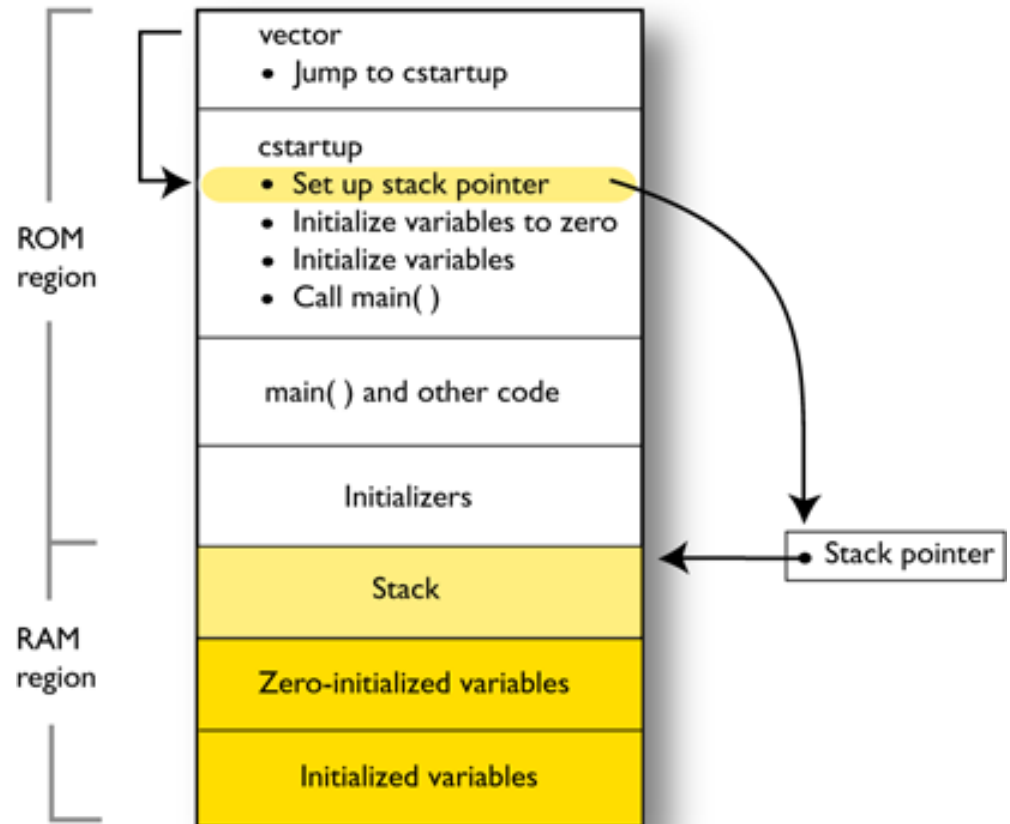 vector
• Jump to cstartup
cstartup
• Set up stack pointer
• Initialize variables to zero
• Initialize variables
• Call main( )
ROM
region
main( ) and other code
Initializers
Stack pointer
Stack
RAM
region
Zero-initialized variables
Initialized variables